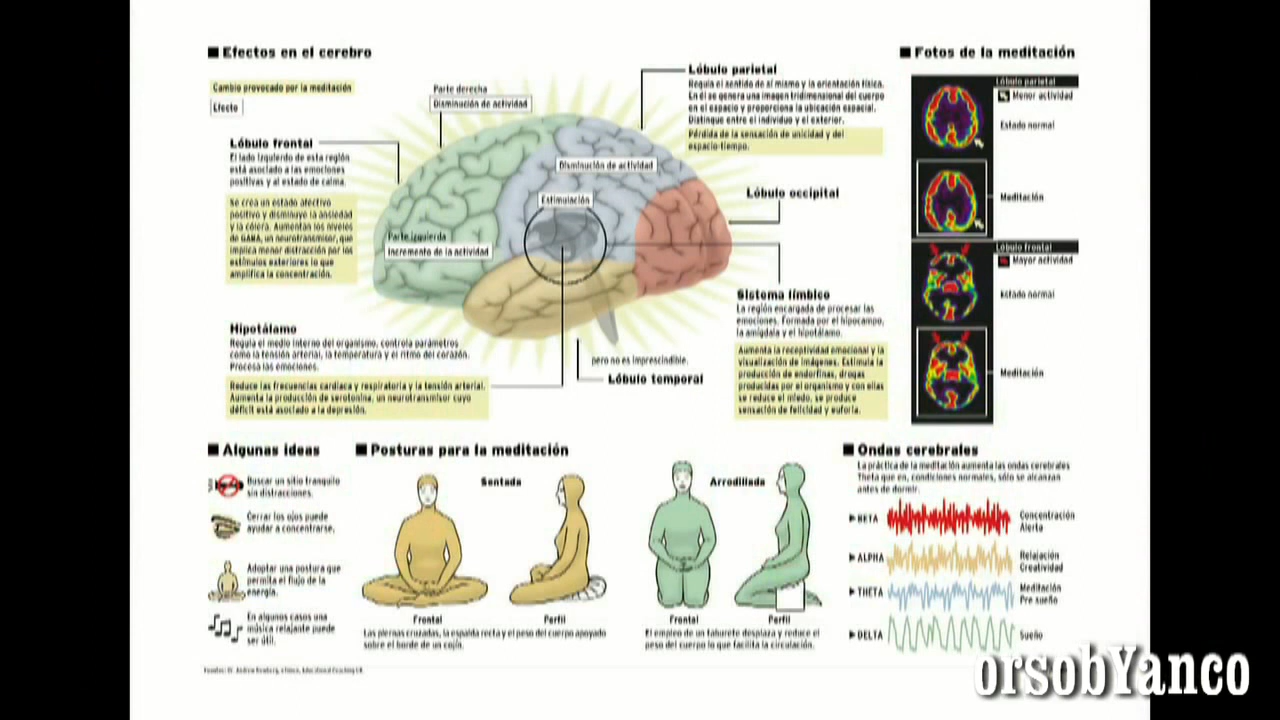 Efectos en el cerebro
Cambio provocado por la meditación
Efecto
Parte derecha
Disminución de actividad
Lóbulo frontal
El lado izquierdo de esta región
está asociado a las emociones
positivas y al estado de calma.
Se crea un estado afectivo
positivo y disminuye la ansiedad
y la cólera. Aumentan los niveles
de GABA, un neurotransmisor, que
implica menor distracción por los
estímulos exteriores lo que
amplifica la concentración.
Parte izquierda
Incremento de la actividad
Disminución de actividad
Estimulación
Lóbulo parietal
Regula el sentido de sí mismo y la orientación física.
En él se genera una imagen tridimensional del cuerpo
en el espacio y proporciona la ubicación espacial.
Distingue entre el individuo y el exterior.
Pérdida de la sensación de unicidad y del
espacio-tiempo.
Lóbulo occipital
Sistema límbico
La región encargada de procesar las
emociones. Formada por el hipocampo,
la amígdala y el hipotálamo.
Aumenta la receptividad emocional y la
visualización de imágenes. Estimula la
producción de endorfinas, drogas
producidas por el organismo y con ellas
se reduce el miedo, se produce
sensación de felicidad y euforia.
Hipotálamo
Regula el medio interno del organismo, controla parámetros
como la tensión arterial, la temperatura y el ritmo del corazón.
Procesa las emociones.
Reduce las frecuencias cardiaca y respiratoria y la tensión arterial.
Aumenta la producción de serotonina, un neurotransmisor cuyo
déficit está asociado a la depresión.
pero no es imprescindible.
Lóbulo temporal
Fotos de la meditación
Lóbulo parietal
Menor actividad
Estado normal
Meditación
Lóbulo frontal
Mayor actividad
Estado normal
Meditación
Algunas ideas
Buscar un sitio tranquilo
sin distracciones.
Cerrar los ojos puede
ayudar a concentrarse.
Adoptar una postura que
permita el flujo de la
energía.
En algunos casos una
música relajante puede
ser útil.
Posturas para la meditación
Sentada
Frontal
Perfil
Las piernas cruzadas, la espalda recta y el peso del cuerpo apoyado
sobre el borde de un cojín.
Arrodillada
Frontal
Perfil
El empleo de un taburete desplaza y reduce el
peso del cuerpo lo que facilita la circulación.
Ondas cerebrales
La práctica de la meditación aumenta las ondas cerebrales
Theta que en, condiciones normales, sólo se alcanzan
antes de dormir.
BETA
Concentración
Alerta
ALPHA
Relajación
Creatividad
THETA
Meditación
Pre sueño
DELTA
Sueño
orsobYanco